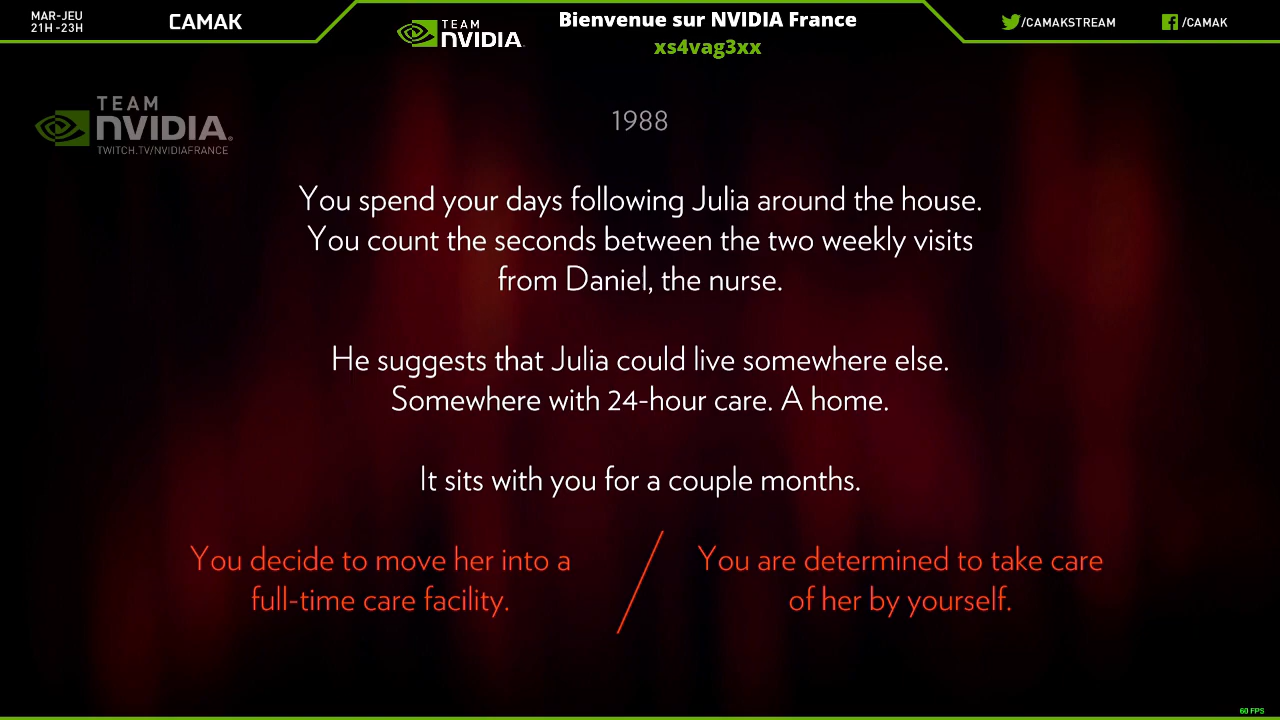 MAR-JEU
21H -23H
CAMAK
TEAM
NVIDIA.
Bienvenue sur NVIDIA France
xs4vag3xx
/CAMAKSTREAM
/CAMAK
TEAM
NVIDIA.
TWITCH.TV/NVIDIAFRANCE
1988
You spend your days following Julia around the house.
You count the seconds between the two weekly visits
from Daniel, the nurse.
He suggests that Julia could live somewhere else.
Somewhere with 24-hour care. A home.
It sits with you for a couple months.
You decide to move her into a
full-time care facility.
/
You are determined to take care
of her by yourself.
60 FPS